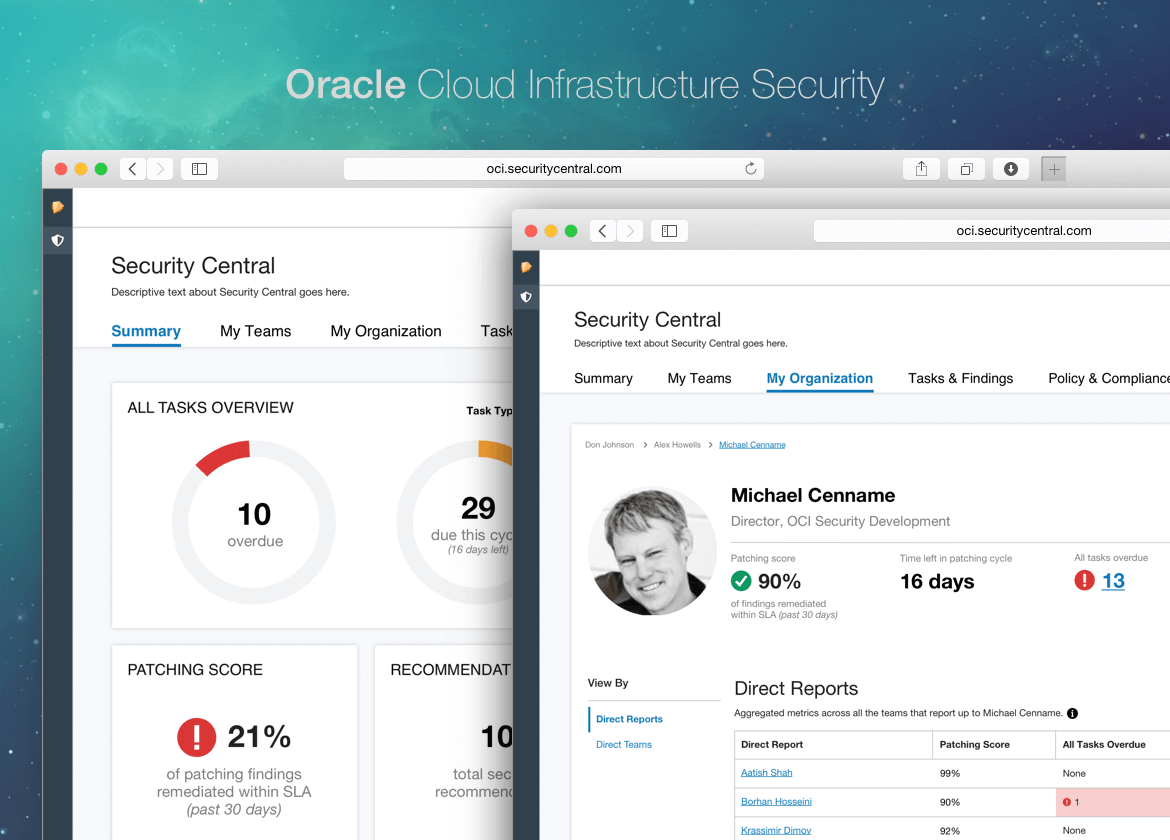 Oracle Cloud Infrastructure Security
oci.securitycentral.com
Security Central
Descriptive text about Security Central goes here.
Summary My Teams My Organization Task
ALL TASKS OVERVIEW
Task Typ
10
overdue
29
due this cyc
(16 days left)
PATCHING SCORE
! 21%
of patching findings
remediated within SLA
(past 30 days)
RECOMMENDAT
10
total sec
recommend
oci.securitycentral.com
Security Central
Descriptive text about Security Central goes here.
Summary My Teams My Organization Tasks & Findings Policy & Compliance
Don Johnson > Alex Howells > Michael Cenname
Michael Cenname
Director, OCI Security Development
Patching score
90%
of findings remediated
within SLA (past 30 days)
Time left in patching cycle
16 days
All tasks overdue
! 13
View By
Direct Reports
Direct Teams
Direct Reports
Aggregated metrics across all the teams that report up to Michael Cenname. i
Direct Report Patching Score All Tasks Overdue
Aatish Shah 99% None
Borhan Hosseini 90% ! 1
Krassimir Dimov 92% None